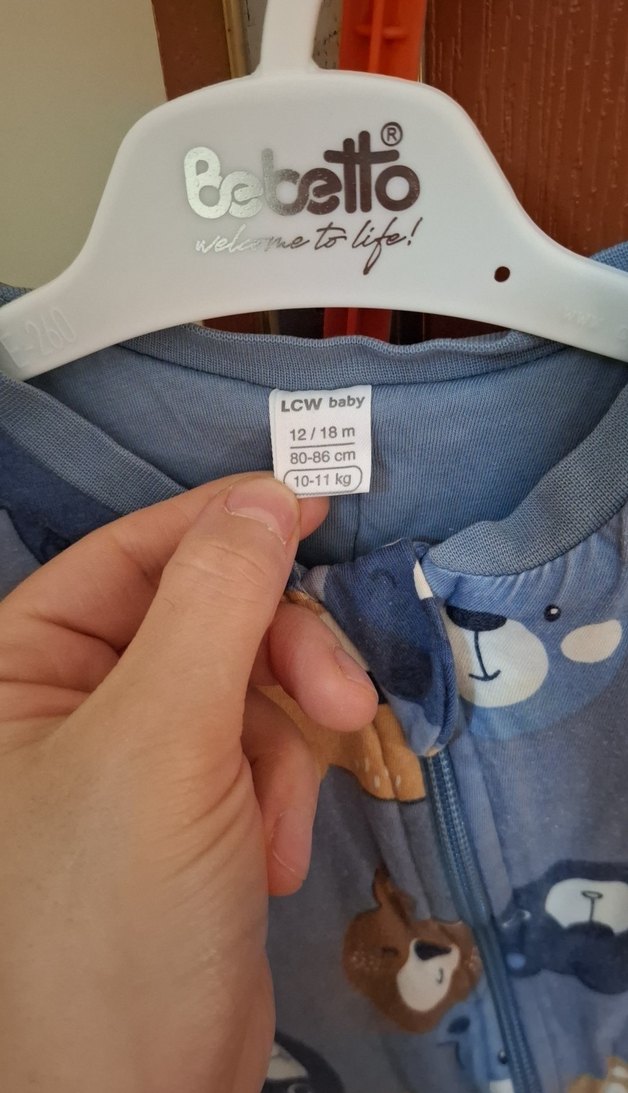 Bebetto®
welcome to life!
LCW baby
12 / 18 m
80-86 cm
10-11 kg